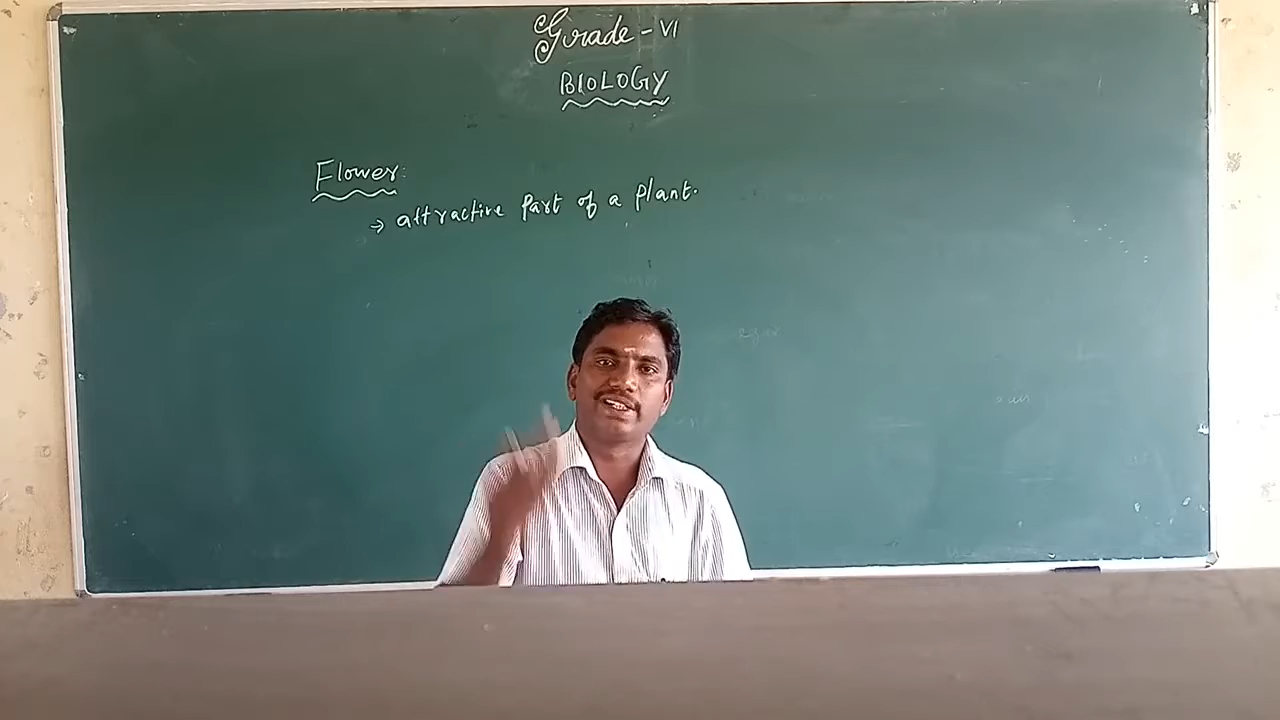 Grade - VI
BIOLOGY
Flower:
→ attractive part of a plant.